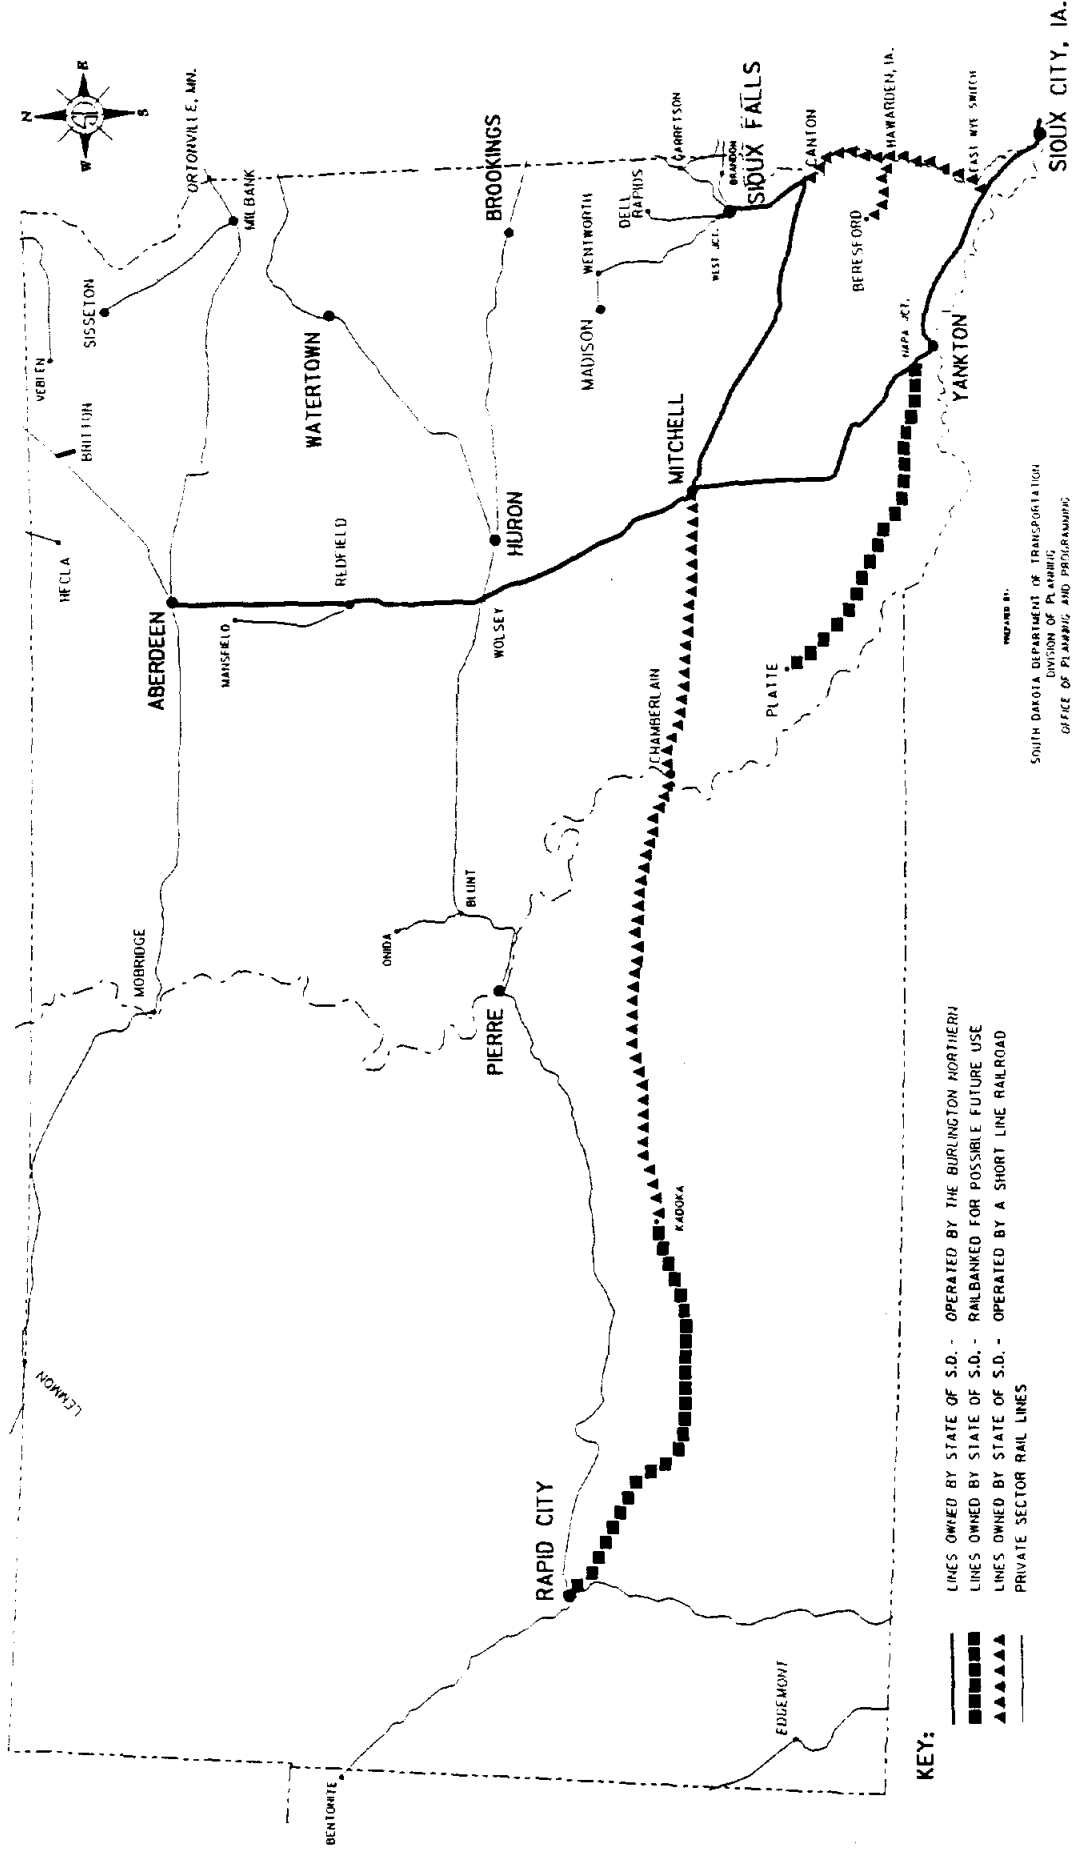 N
E
S
W
ORTONVILLE, MN.
VEBLEN
SISSETON
MILBANK
BRITTON
HECLA
ABERDEEN
MOBRIDGE
LEMMON
WATERTOWN
BROOKINGS
REDFIELD
MANSFIELD
HURON
WOLSEY
ONIDA
BLUNT
PIERRE
MADISON
WENTWORTH
DELL
RAPIDS
GARRETSON
BRANDON
SIOUX FALLS
WEST JCT.
CANTON
HAWARDEN, IA.
BERESFORD
EAST WYE SWITCH
SIOUX CITY, IA.
MITCHELL
NAPA JCT.
YANKTON
CHAMBERLAIN
PLATTE
KADOKA
RAPID CITY
BENTONITE
EDGEMONT
KEY:
LINES OWNED BY STATE OF S.D. - OPERATED BY THE BURLINGTON NORTHERN
LINES OWNED BY STATE OF S.D. - RAILBANKED FOR POSSIBLE FUTURE USE
LINES OWNED BY STATE OF S.D. - OPERATED BY A SHORT LINE RAILROAD
PRIVATE SECTOR RAIL LINES
PREPARED BY:
SOUTH DAKOTA DEPARTMENT OF TRANSPORTATION
DIVISION OF PLANNING
OFFICE OF PLANNING AND PROGRAMMING